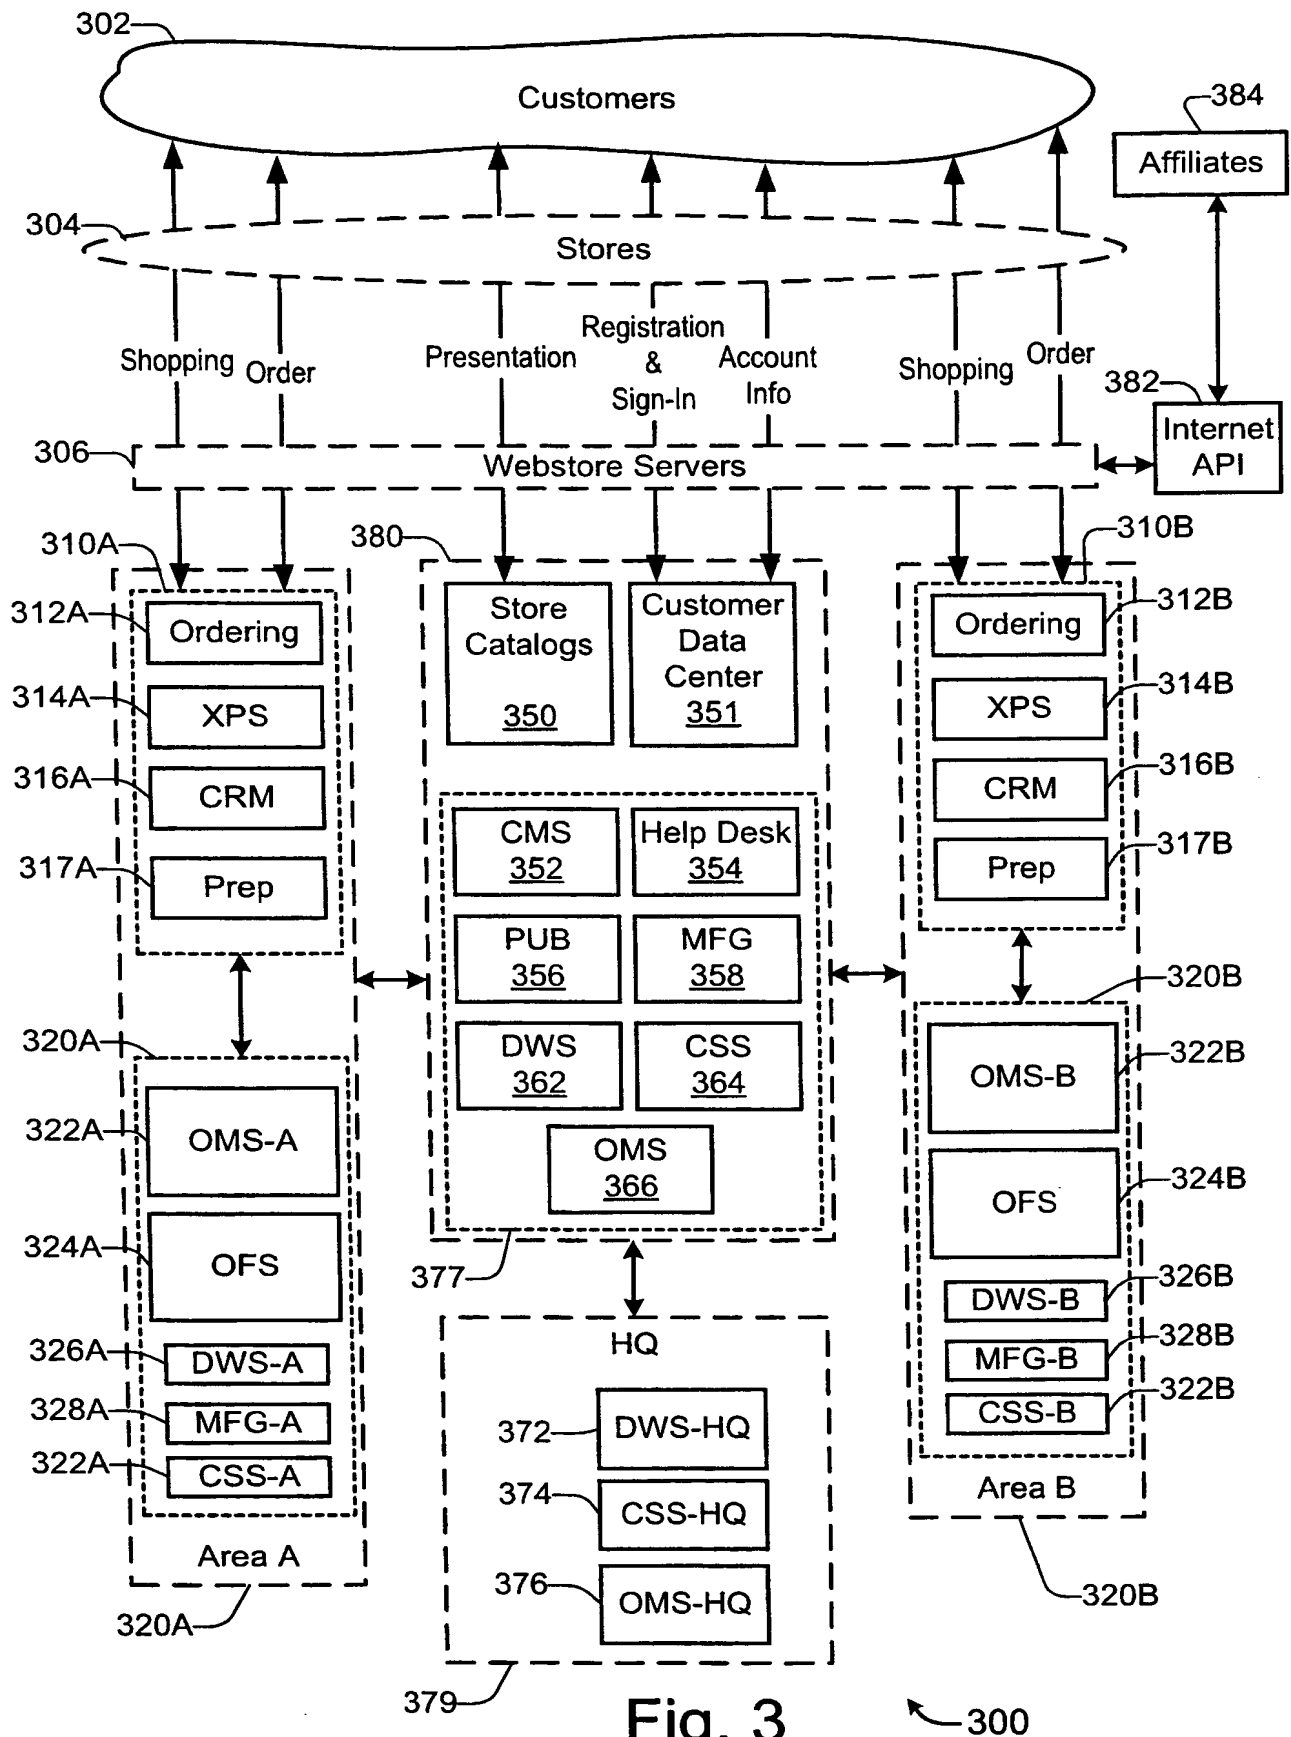 302
Customers
384
Affiliates
304
Stores
Shopping
Order
Presentation
Registration
&
Sign-In
Account
Info
Shopping
Order
382
Internet
API
306
Webstore Servers
310A
312A
Ordering
314A
XPS
316A
CRM
317A
Prep
320A
322A
OMS-A
324A
OFS
326A
DWS-A
328A
MFG-A
322A
CSS-A
Area A
320A
380
Store
Catalogs
350
Customer
Data
Center
351
CMS
352
Help Desk
354
PUB
356
MFG
358
DWS
362
CSS
364
OMS
366
377
HQ
372
DWS-HQ
374
CSS-HQ
376
OMS-HQ
379
310B
Ordering
312B
XPS
314B
CRM
316B
Prep
317B
320B
OMS-B
322B
OFS
324B
DWS-B
326B
MFG-B
328B
CSS-B
322B
Area B
320B
Fig. 3
300